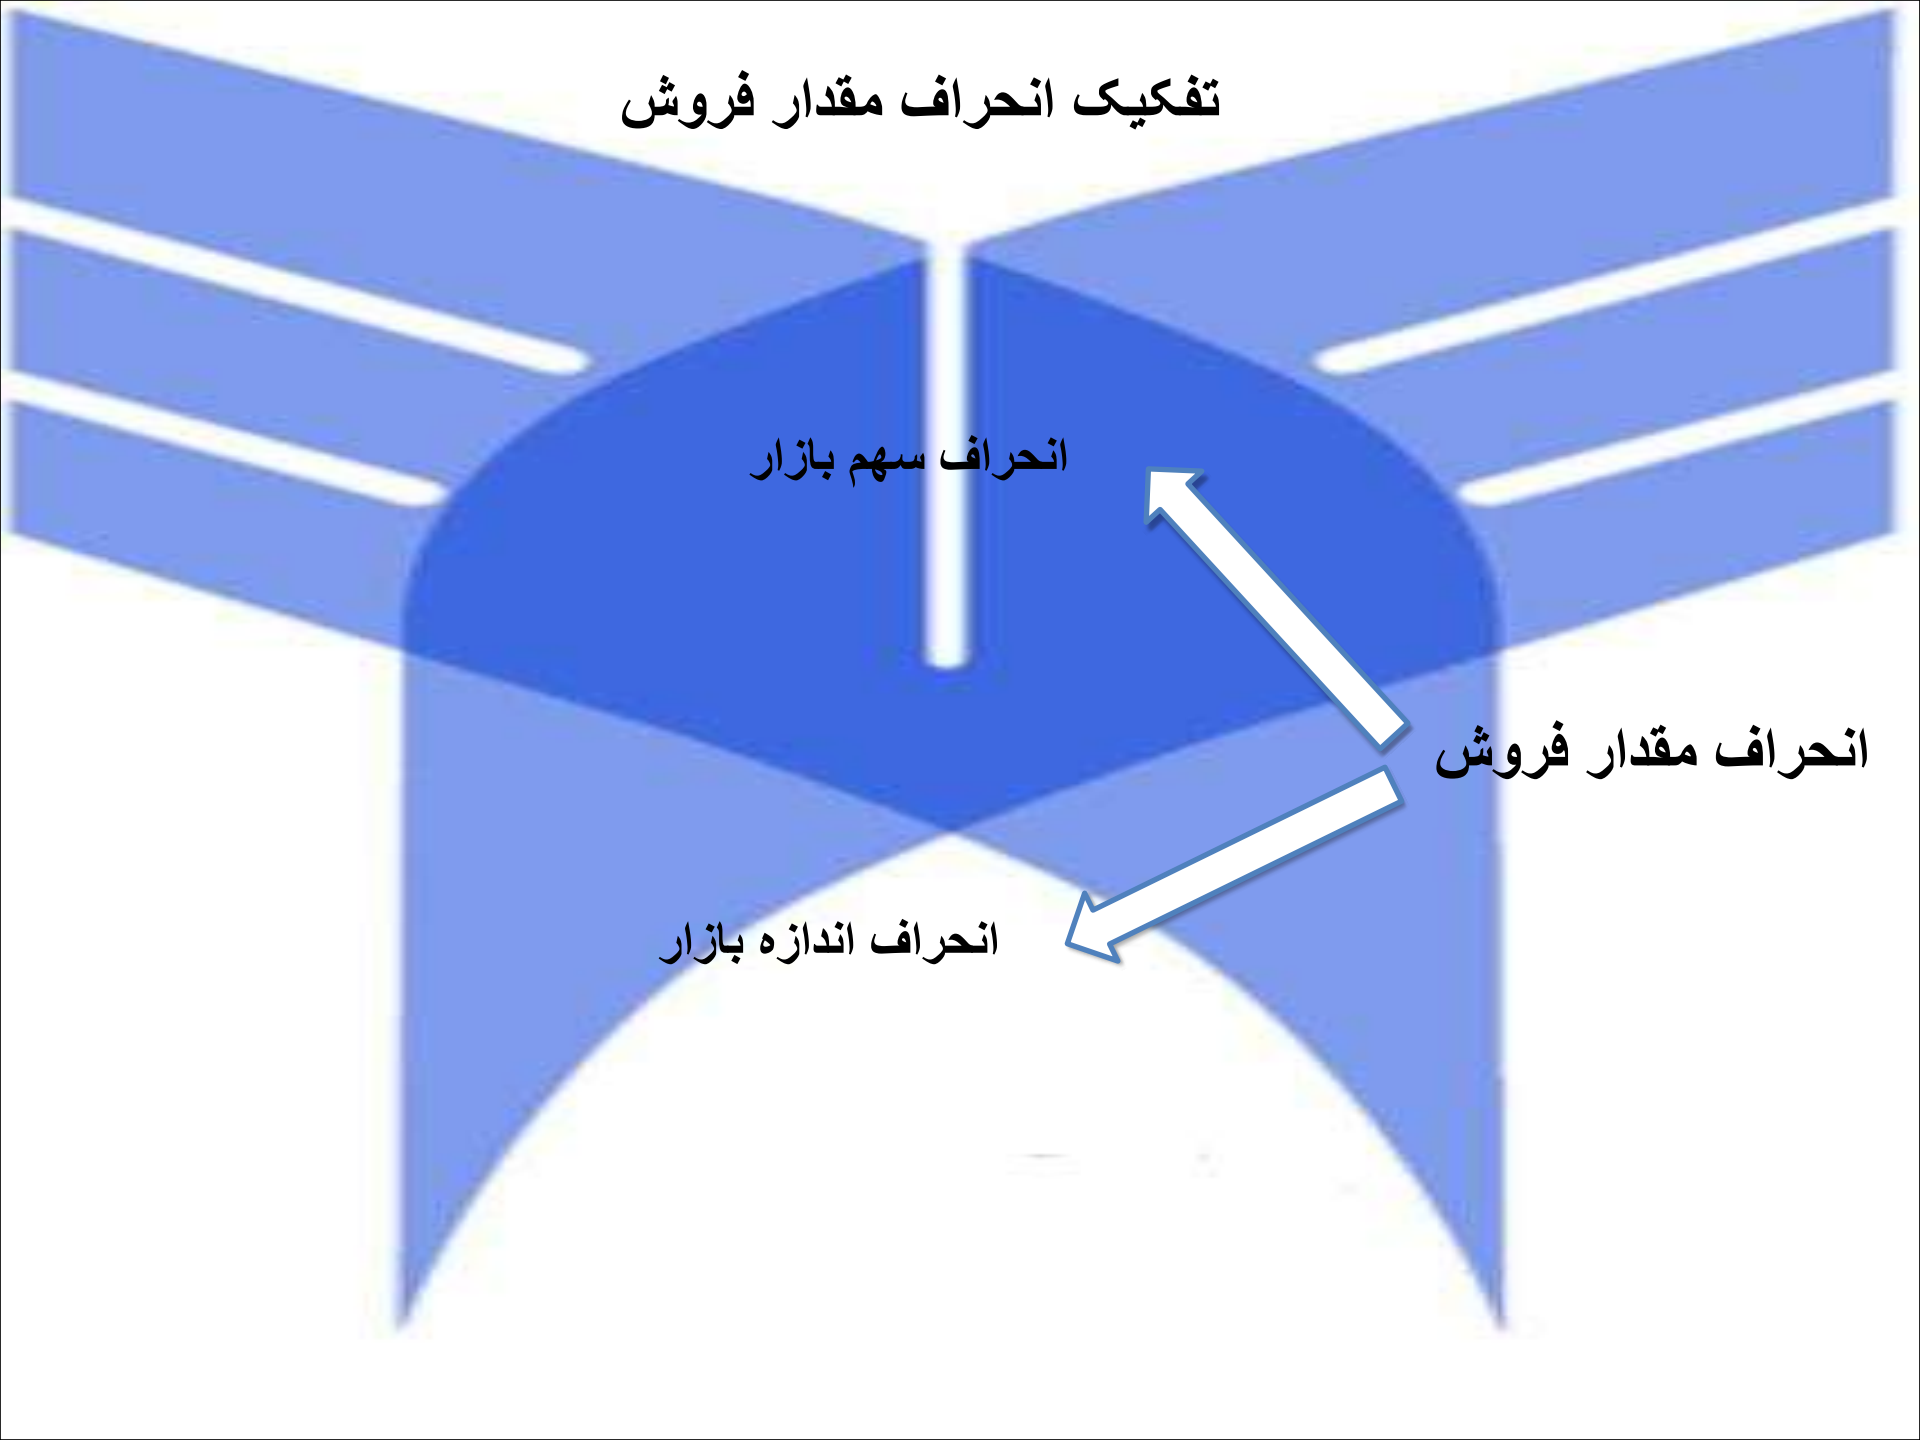 تفکیک انحراف مقدار فروش
انحراف سهم بازار
انحراف مقدار فروش
انحراف اندازه بازار